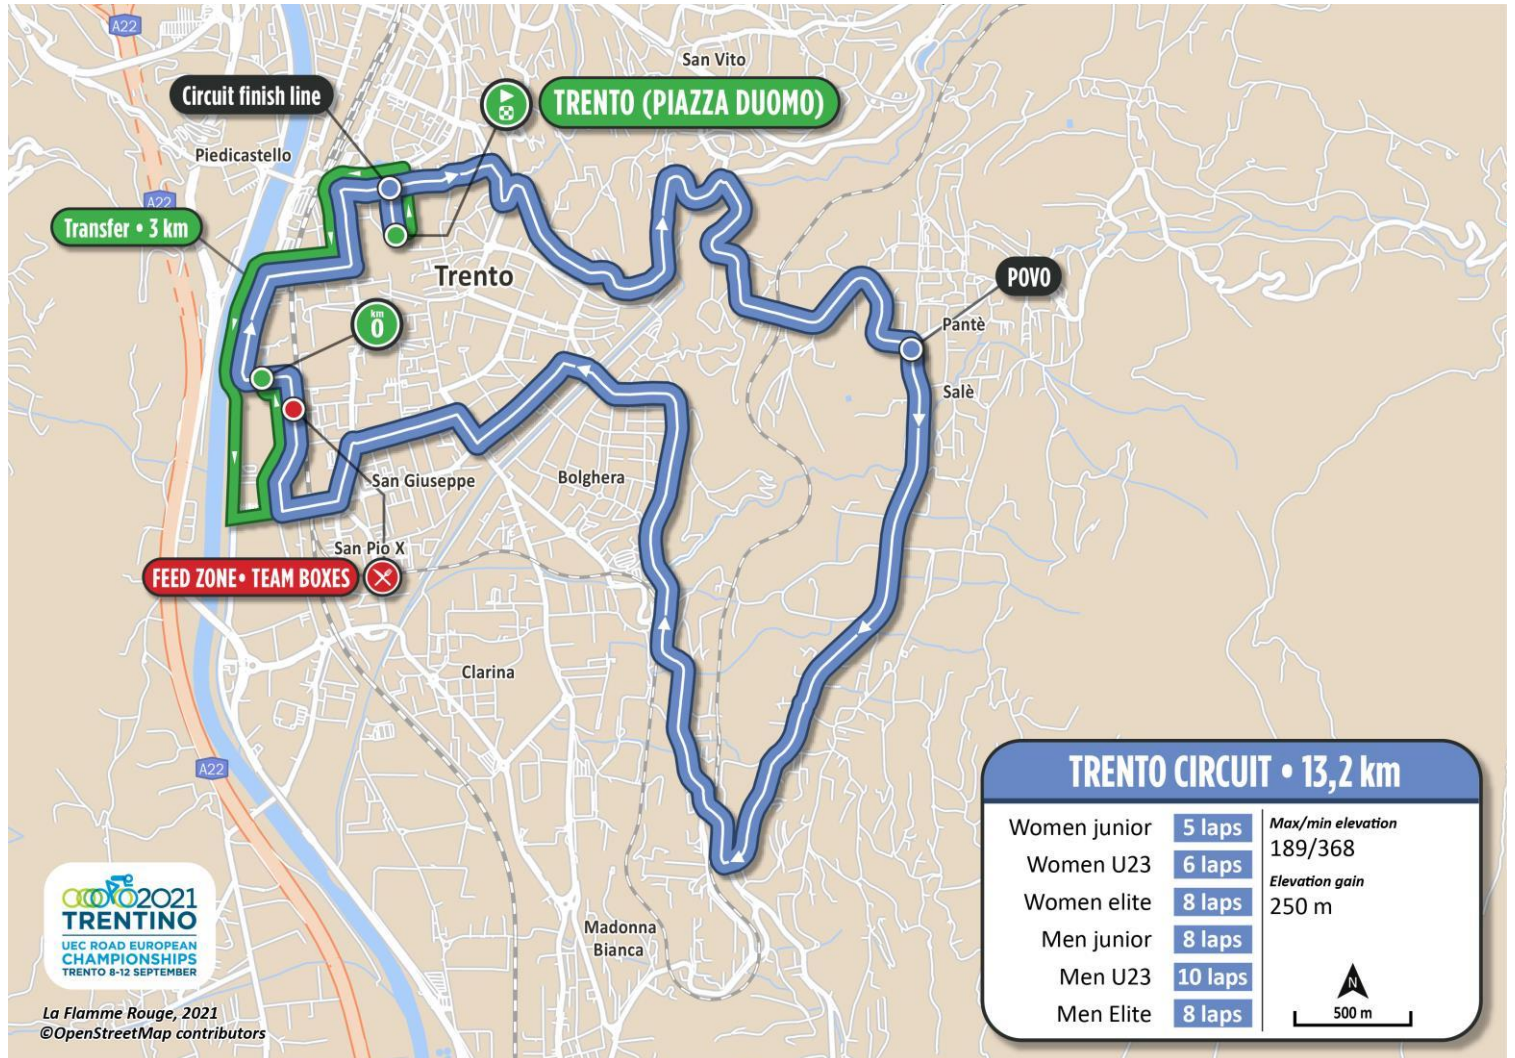 A22
San Vito
Circuit finish line
TRENTO (PIAZZA DUOMO)
Piedicastello
A22
Transfer • 3 km
Trento
POVO
km
0
Pantè
Salè
San Giuseppe
Bolghera
San Pio X
FEED ZONE• TEAM BOXES
Clarina
A22
TRENTO CIRCUIT • 13,2 km
Women junior 5 laps
Women U23 6 laps
Women elite 8 laps
Men junior 8 laps
Men U23 10 laps
Men Elite 8 laps
Max/min elevation
189/368
Elevation gain
250 m
N
500 m
Madonna
Bianca
2021
TRENTINO
UEC ROAD EUROPEAN
CHAMPIONSHIPS
TRENTO 8-12 SEPTEMBER
La Flamme Rouge, 2021
©OpenStreetMap contributors